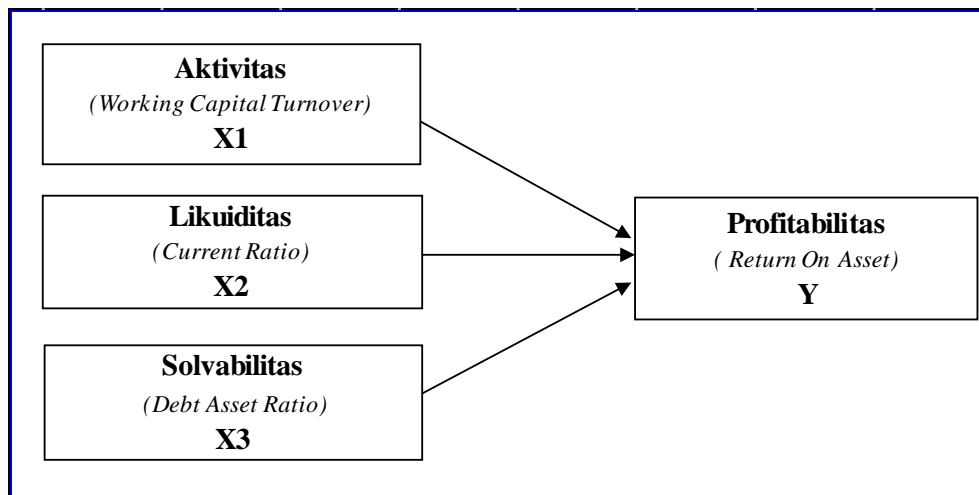 Aktivitas
(Working Capital Turnover)
X1
Likuiditas
(Current Ratio)
X2
Solvabilitas
(Debt Asset Ratio)
X3
Profitabilitas
( Return On Asset)
Y